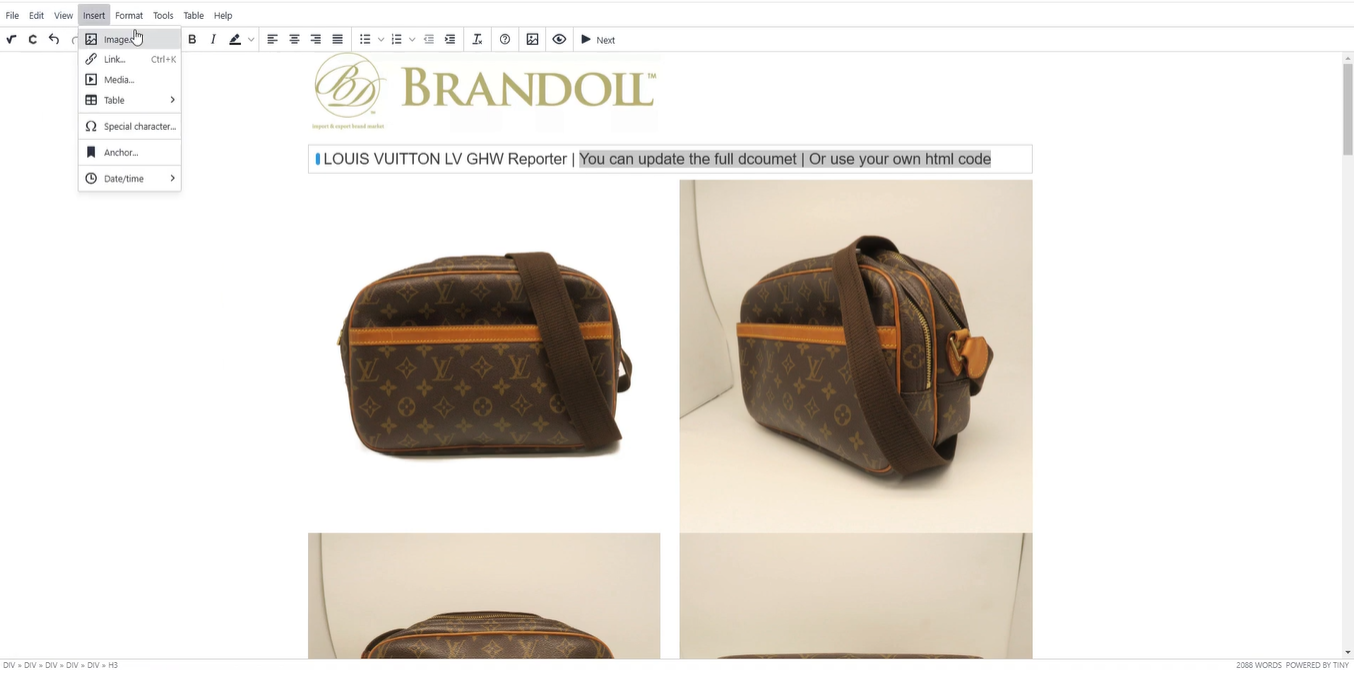 File Edit View Insert Format Tools Table Help
Image...
B I Next
Link... Ctrl+K
Media...
Table
Special character...
Anchor...
Date/time
BD BRANDOLL™
import & export brand market
LOUIS VUITTON LV GHW Reporter | You can update the full dcoumet | Or use your own html code
DIV » DIV » DIV » DIV » DIV » H3
2088 WORDS POWERED BY TINY